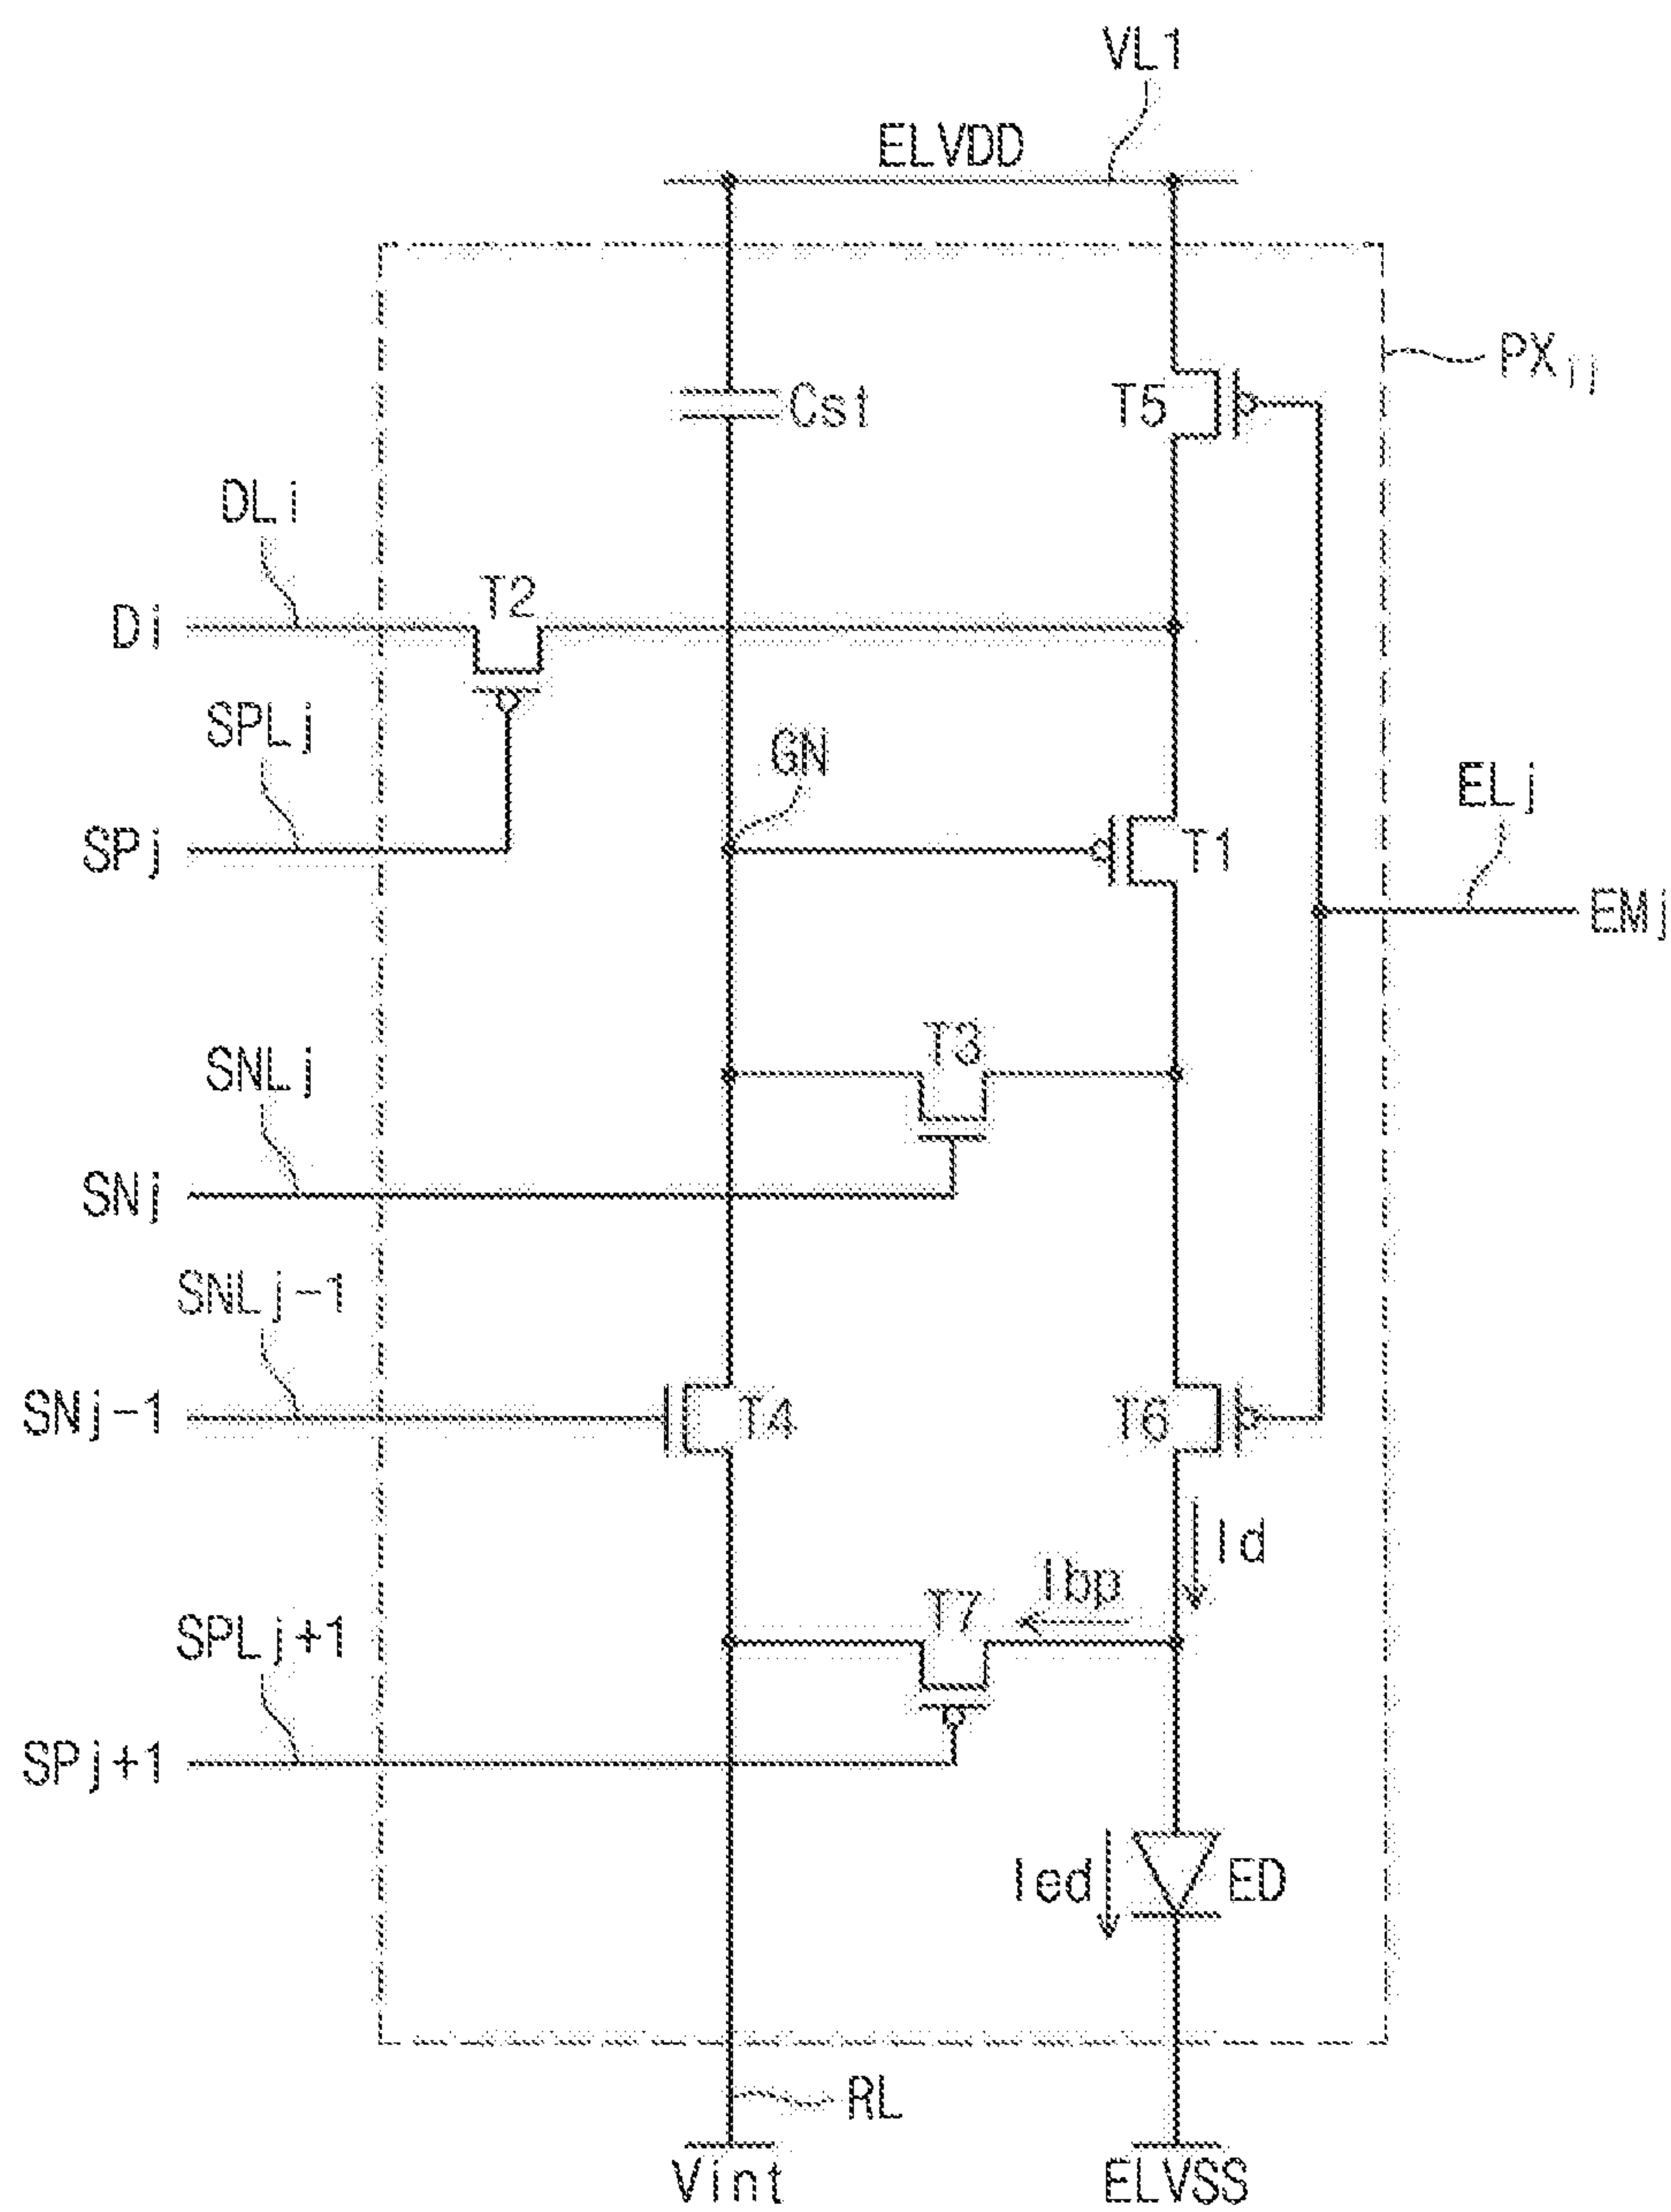 VL1
ELVDD
PXij
Cst
T5
DLi
T2
Di
SPLj
GN
ELj
SPj
T1
EMj
T3
SNLj
SNj
SNLj-1
SNj-1
T4
T6
Id
Ibp
T7
SPLj+1
SPj+1
Ied
ED
RL
Vint
ELVSS